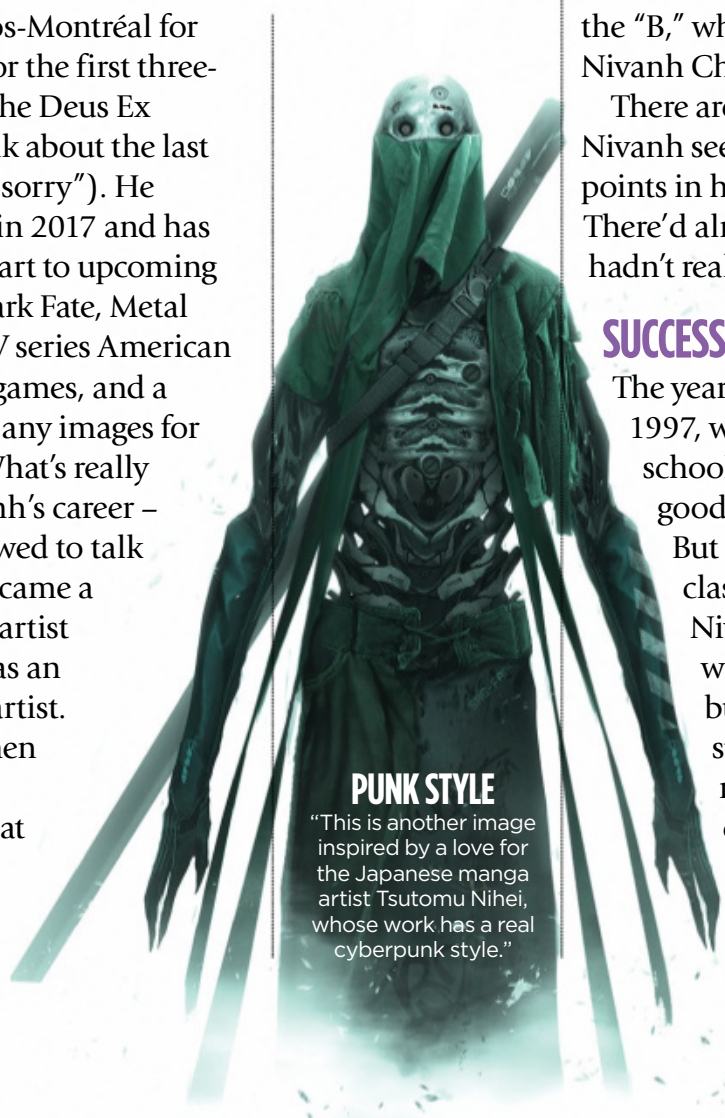 os-Montréal for
or the first three-
he Deus Ex
k about the last
sorry”). He
in 2017 and has
art to upcoming
ark Fate, Metal
V series American
games, and a
any images for
What’s really
nh’s career –
wed to talk
came a
artist
as an
artist.
hen
at
PUNK STYLE
“This is another image
inspired by a love for
the Japanese manga
artist Tsutomu Nihei,
whose work has a real
cyberpunk style.”
the “B,” wh
Nivanh Ch
There are
Nivanh see
points in h
There’d alr
hadn’t real
SUCCESS
The year
1997, w
school
good
But
clas
Ni
w
bu
s